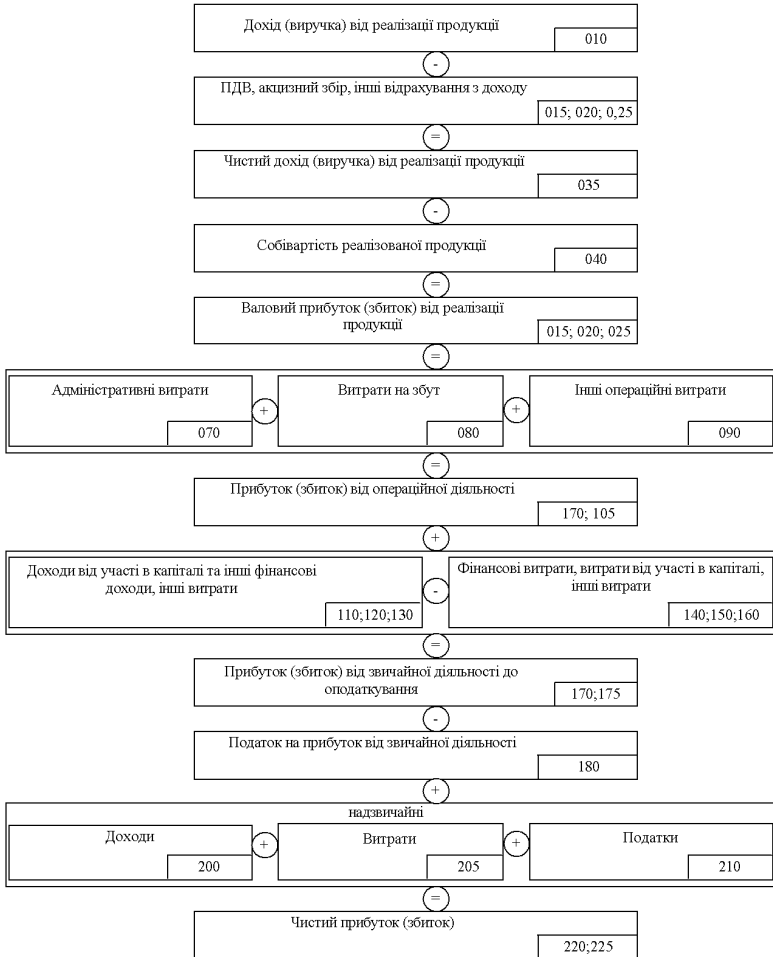 Дохід (виручка) від реалізації продукції
010
-
ПДВ, акцизний збір, інші відрахування з доходу
015; 020; 0,25
=
Чистий дохід (виручка) від реалізації продукції
035
-
Собівартість реалізованої продукції
040
=
Валовий прибуток (збиток) від реалізації
продукції
015; 020; 025
=
Адміністративні витрати
070
+
Витрати на збут
080
+
Інші операційні витрати
090
=
Прибуток (збиток) від операційної діяльності
170; 105
+
Доходи від участі в капіталі та інші фінансові
доходи, інші витрати
110;120;130
-
Фінансові витрати, витрати від участі в капіталі,
інші витрати
140;150;160
=
Прибуток (збиток) від звичайної діяльності до
оподаткування
170;175
-
Податок на прибуток від звичайної діяльності
180
+
надзвичайні
Доходи
200
+
Витрати
205
+
Податки
210
=
Чистий прибуток (збиток)
220;225